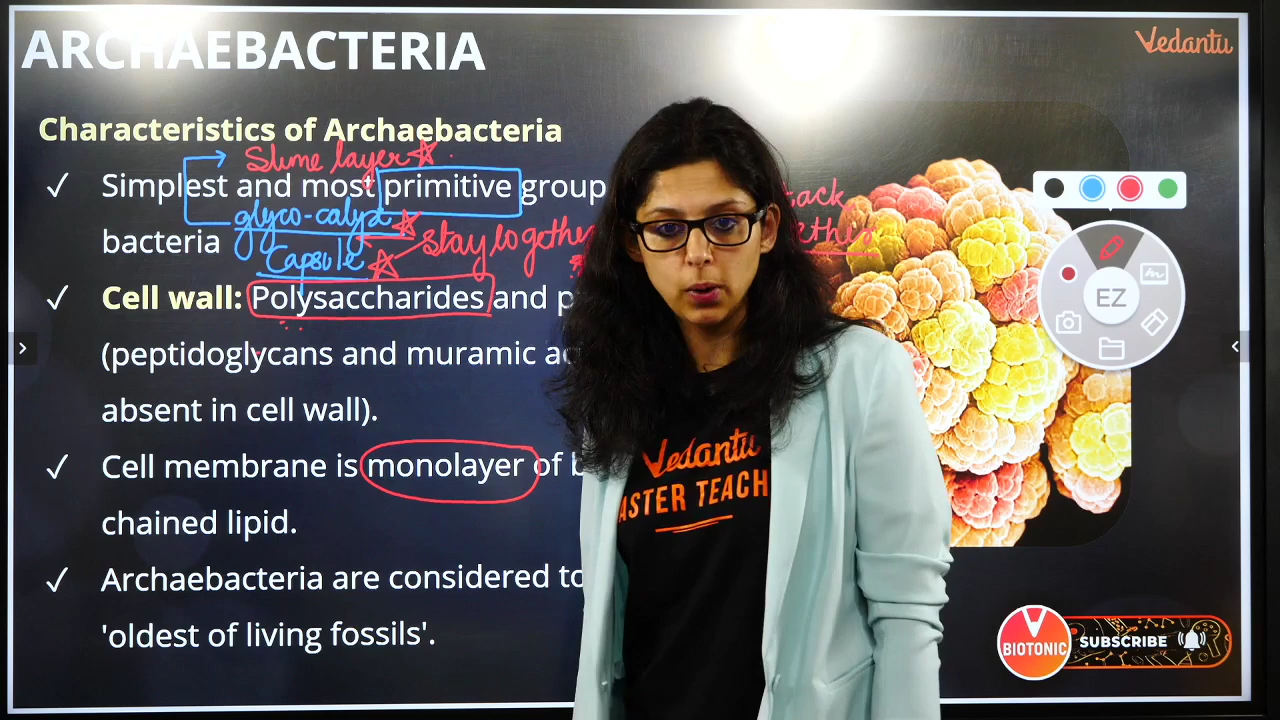 ARCHAEBACTERIA
Vedantu
Characteristics of Archaebacteria
Slime layer
✓ Simplest and most primitive group
sack
glyco-calyx
bacteria
stay together
Capsule
✓ Cell wall: Polysaccharides and p
EZ
(peptidoglycans and muramic ac
absent in cell wall).
✓ Cell membrane is monolayer of b
chained lipid.
Vedantu
ASTER TEACH
✓ Archaebacteria are considered to
'oldest of living fossils'.
BIOTONIC
SUBSCRIBE